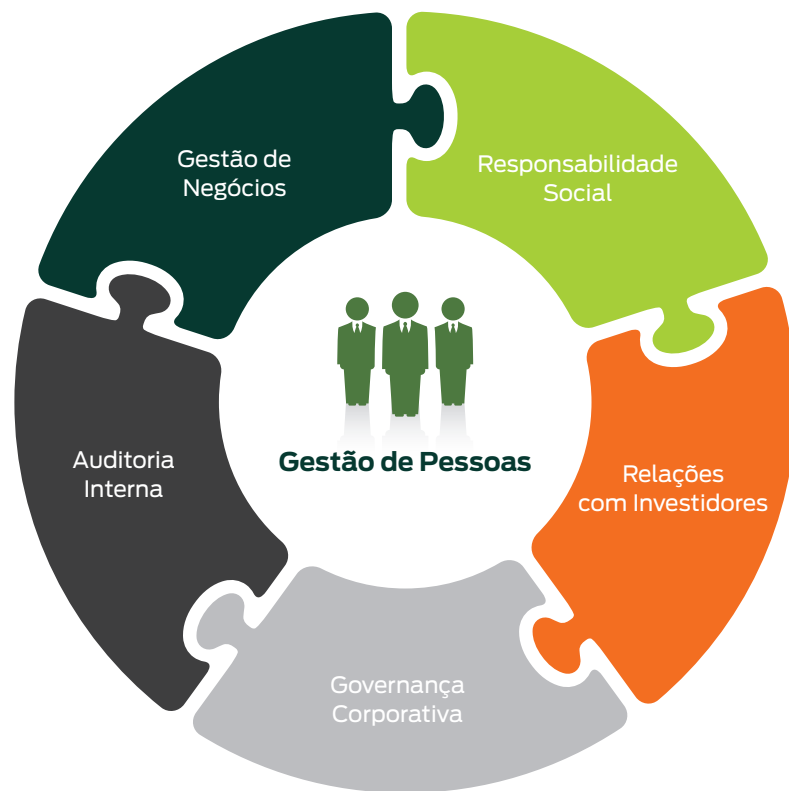 Gestão de
Negócios
Responsabilidade
Social
Gestão de Pessoas
Auditoria
Interna
Relações
com Investidores
Governança
Corporativa